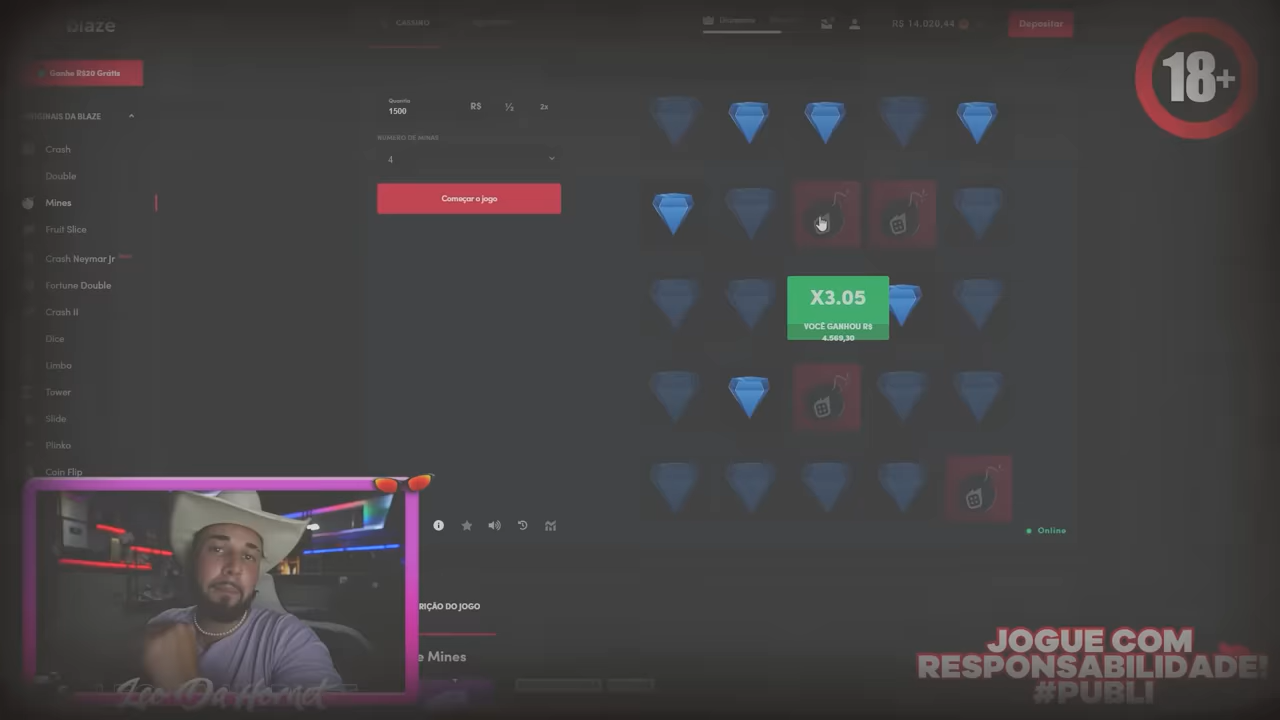 blaze
CASSINO
R$ 14.026,44
Depositar
18+
Ganhe R$20 Grátis
ORIGINAIS DA BLAZE
Crash
Double
Mines
Fruit Slice
Crash Neymar Jr
Fortune Double
Crash II
Dice
Limbo
Tower
Slide
Plinko
Coin Flip
Quantia
1500
R$
½
2x
NÚMERO DE MINAS
4
Começar o jogo
X3.05
VOCÊ GANHOU R$
4.569,30
Online
RIÇÃO DO JOGO
e Mines
Leo Da Hornet
JOGUE COM
RESPONSABILIDADE!
#PUBLI